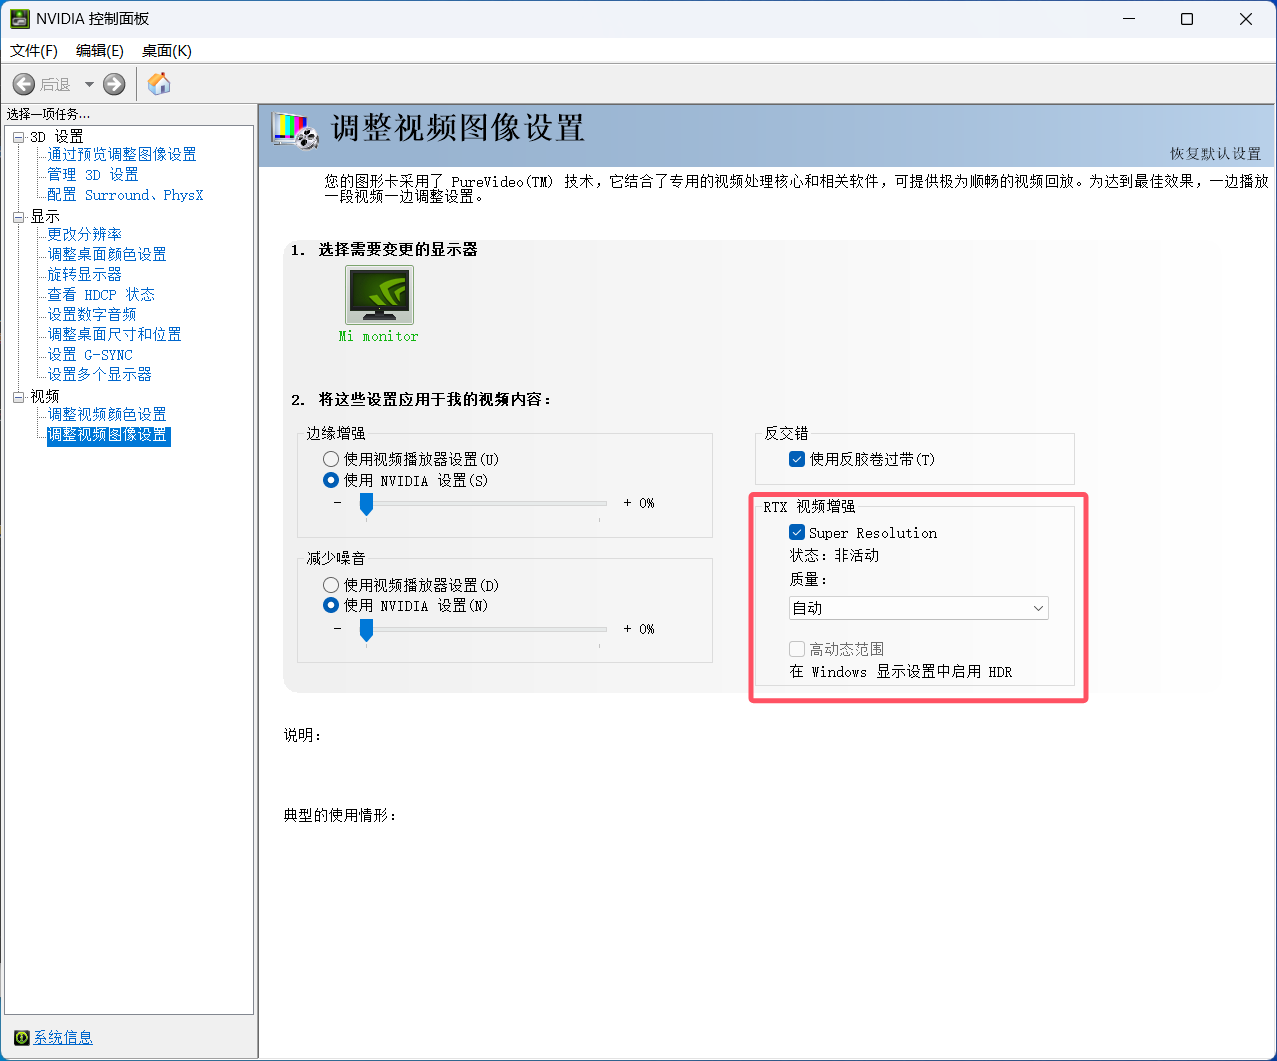 NVIDIA 控制面板
文件(F) 编辑(E) 桌面(K)
后退
选择一项任务...
3D 设置
通过预览调整图像设置
管理 3D 设置
配置 Surround、PhysX
显示
更改分辨率
调整桌面颜色设置
旋转显示器
查看 HDCP 状态
设置数字音频
调整桌面尺寸和位置
设置 G-SYNC
设置多个显示器
视频
调整视频颜色设置
调整视频图像设置
系统信息
调整视频图像设置
恢复默认设置
您的图形卡采用了 PureVideo(TM) 技术，它结合了专用的视频处理核心和相关软件，可提供极为顺畅的视频回放。为达到最佳效果，一边播放
一段视频一边调整设置。
1. 选择需要变更的显示器
Mi monitor
2. 将这些设置应用于我的视频内容：
边缘增强
使用视频播放器设置(U)
使用 NVIDIA 设置(S)
- + 0%
减少噪音
使用视频播放器设置(D)
使用 NVIDIA 设置(N)
- + 0%
反交错
使用反胶卷过带(T)
RTX 视频增强
Super Resolution
状态：非活动
质量：
自动
高动态范围
在 Windows 显示设置中启用 HDR
说明：
典型的使用情形：